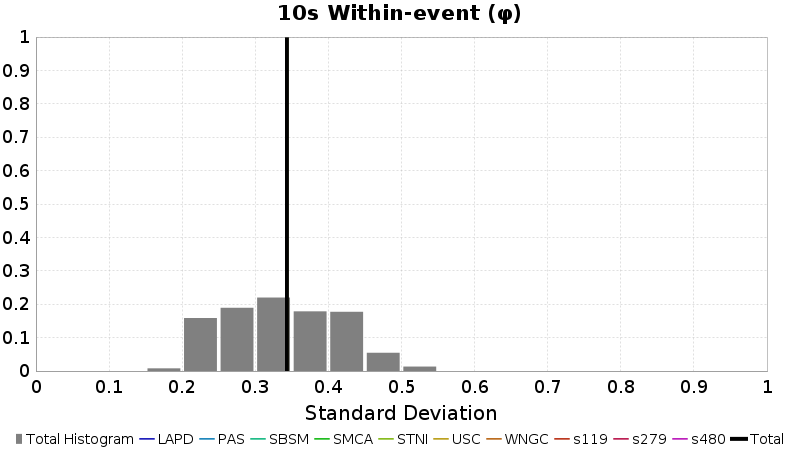 10s Within-event (φ)
1
0.9
0.8
0.7
0.6
0.5
0.4
0.3
0.2
0.1
0
0 0.1 0.2 0.3 0.4 0.5 0.6 0.7 0.8 0.9 1
Standard Deviation
Total Histogram LAPD PAS SBSM SMCA STNI USC WNGC s119 s279 s480 Total